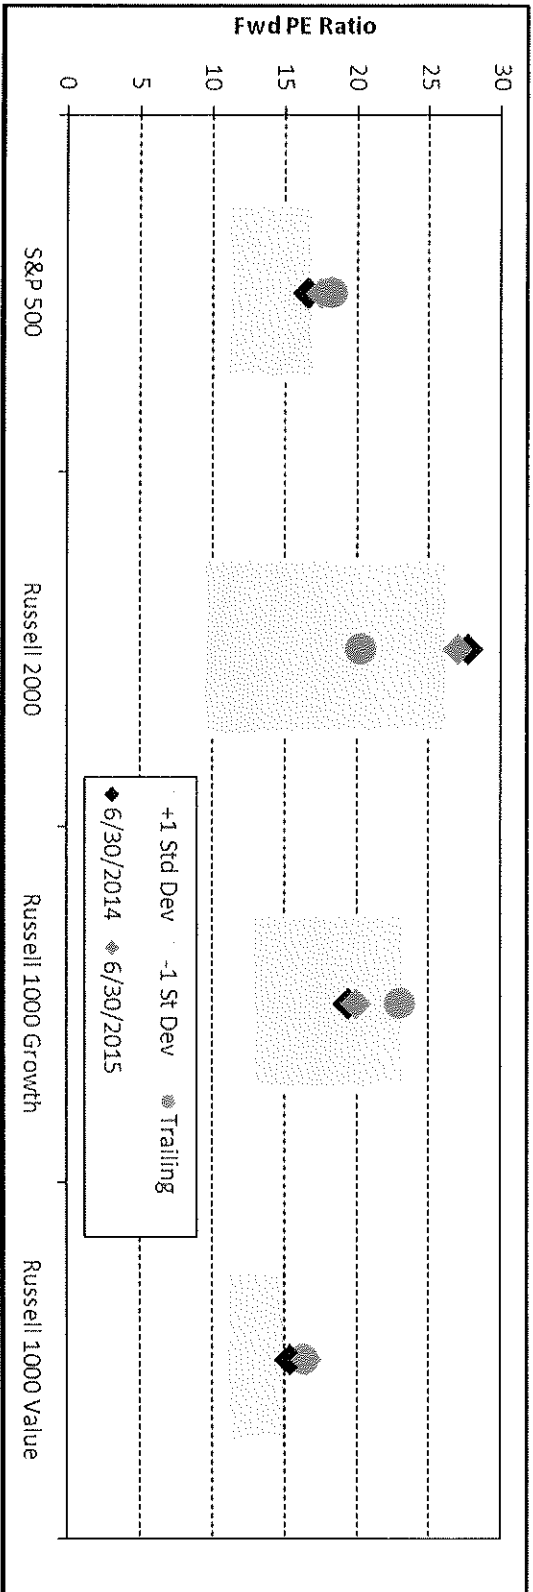 Fwd PE Ratio
30
25
20
15
10
5
0
S&P 500
Russell 2000
Russell 1000 Growth
Russell 1000 Value
+1 Std Dev
-1 St Dev
Trailing
6/30/2014
6/30/2015